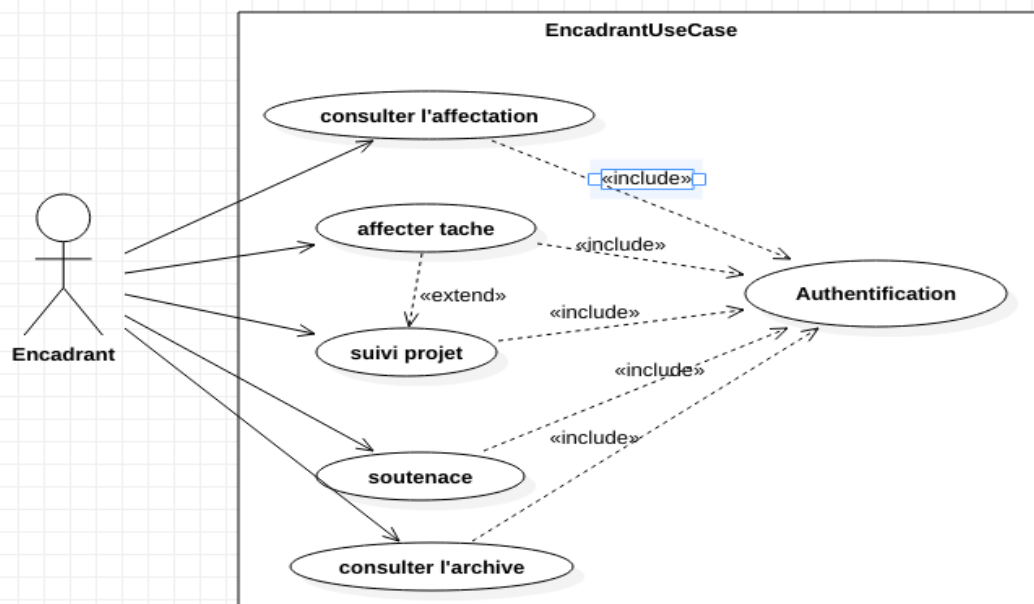 EncadrantUseCase
consulter l'affectation
«include»
affecter tache
«include»
«extend»
Authentification
«include»
suivi projet
Encadrant
«include»
«include»
soutenace
consulter l'archive